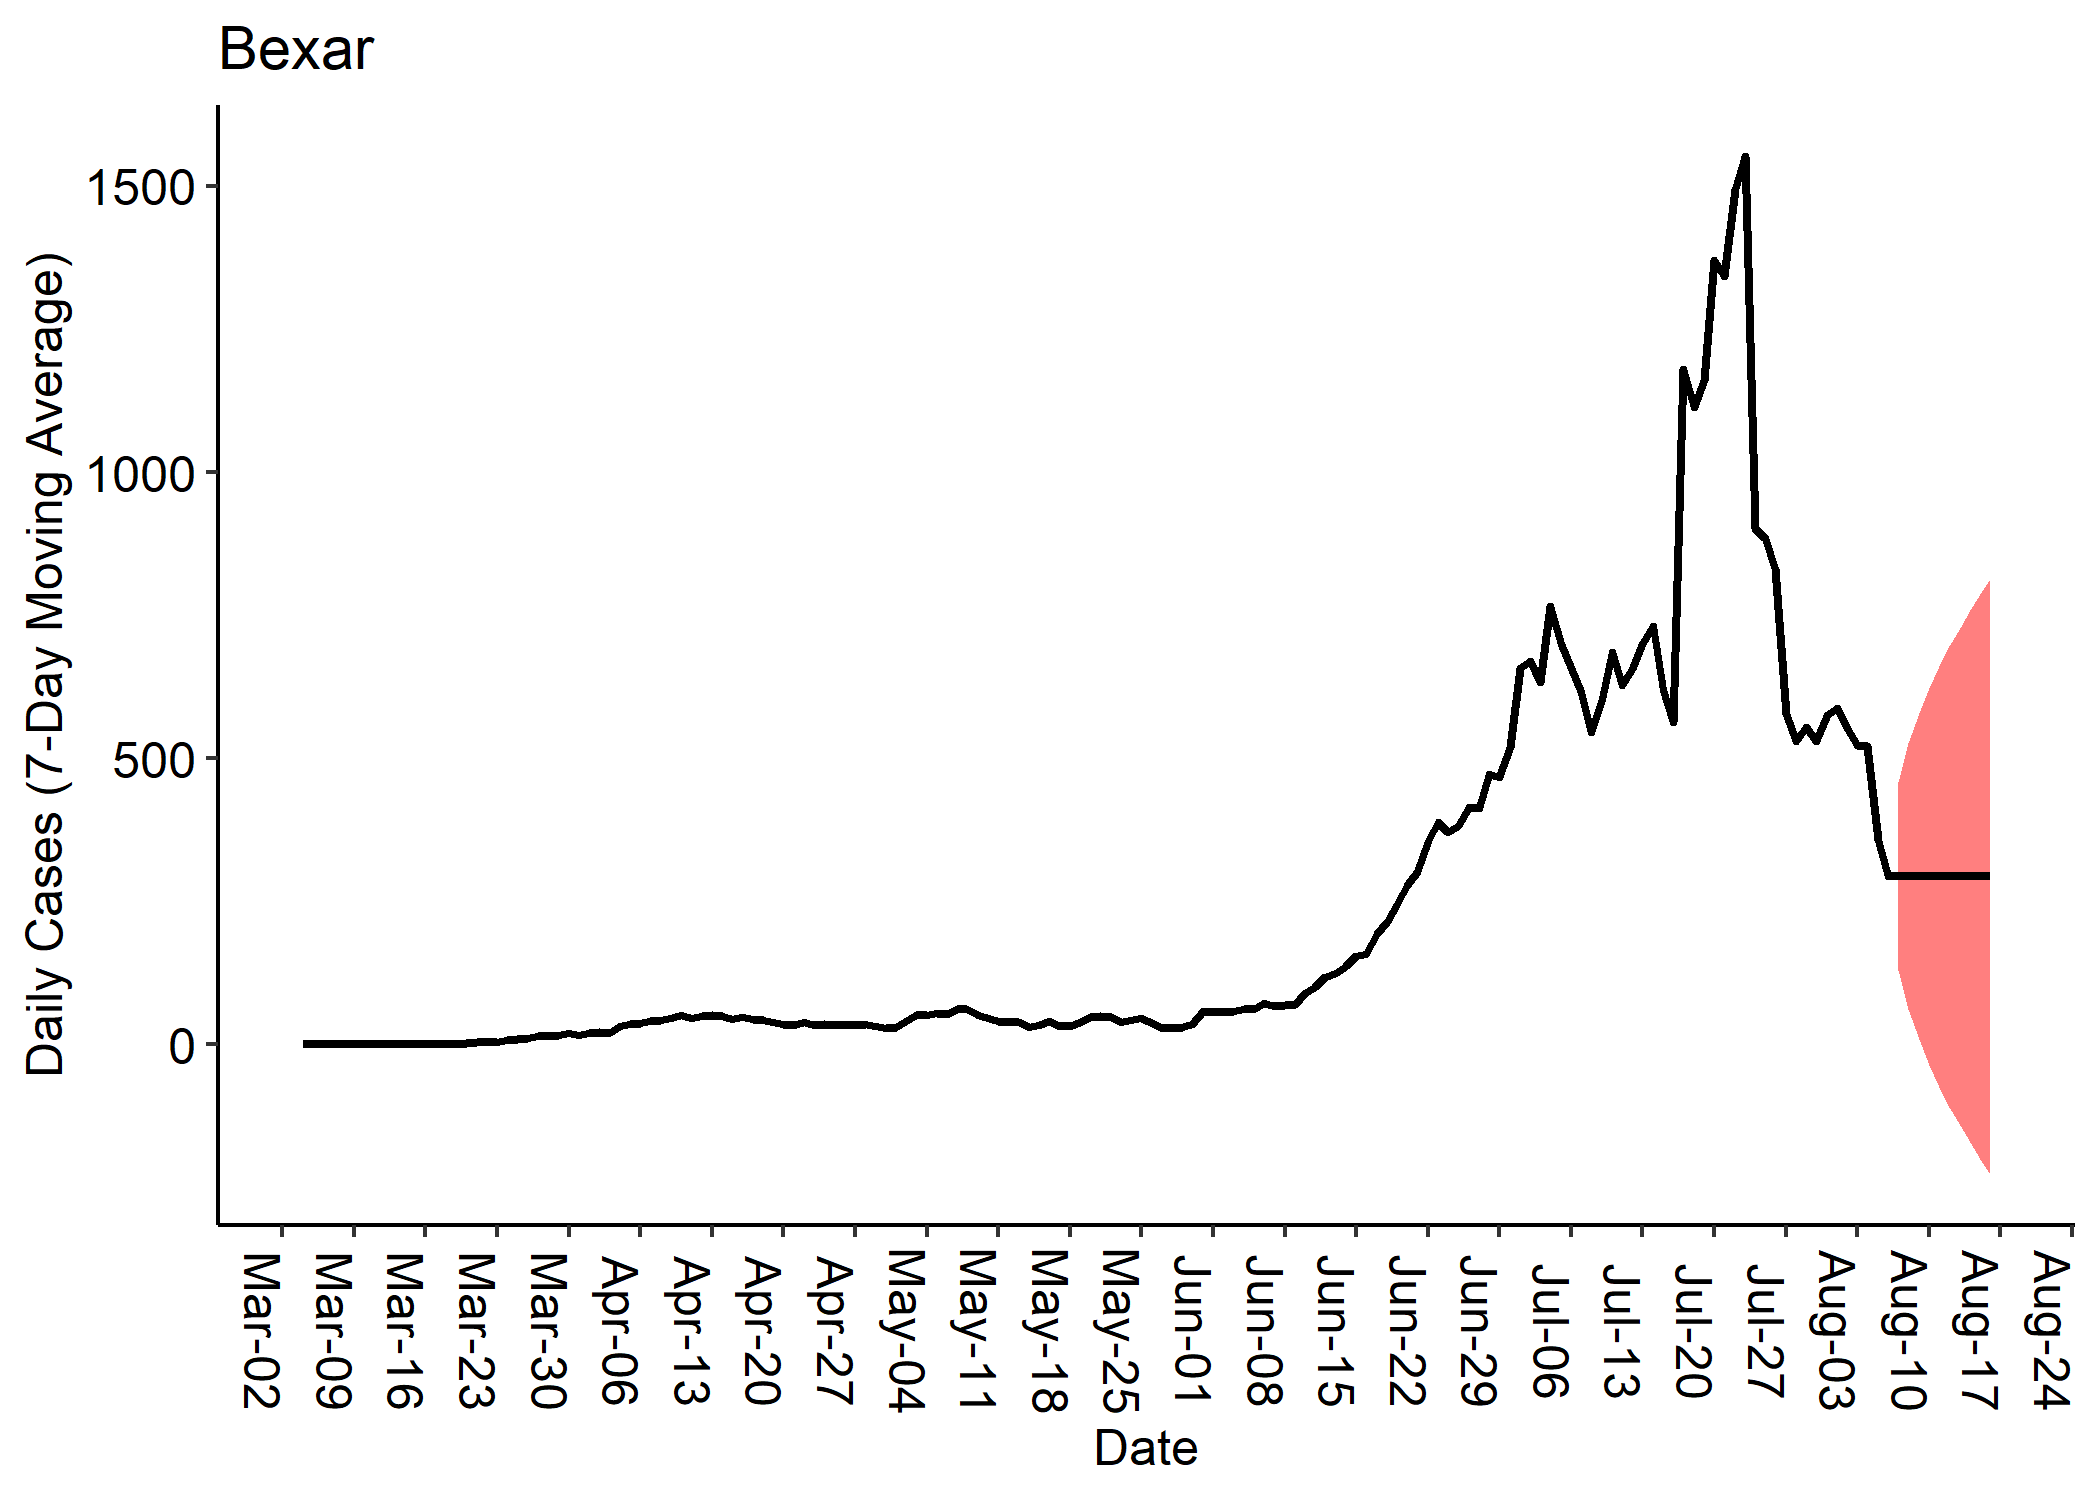 Bexar
Daily Cases (7-Day Moving Average)
1500
1000
500
0
Mar-02
Mar-09
Mar-16
Mar-23
Mar-30
Apr-06
Apr-13
Apr-20
Apr-27
May-04
May-11
May-18
May-25
Jun-01
Jun-08
Jun-15
Jun-22
Jun-29
Jul-06
Jul-13
Jul-20
Jul-27
Aug-03
Aug-10
Aug-17
Aug-24
Date